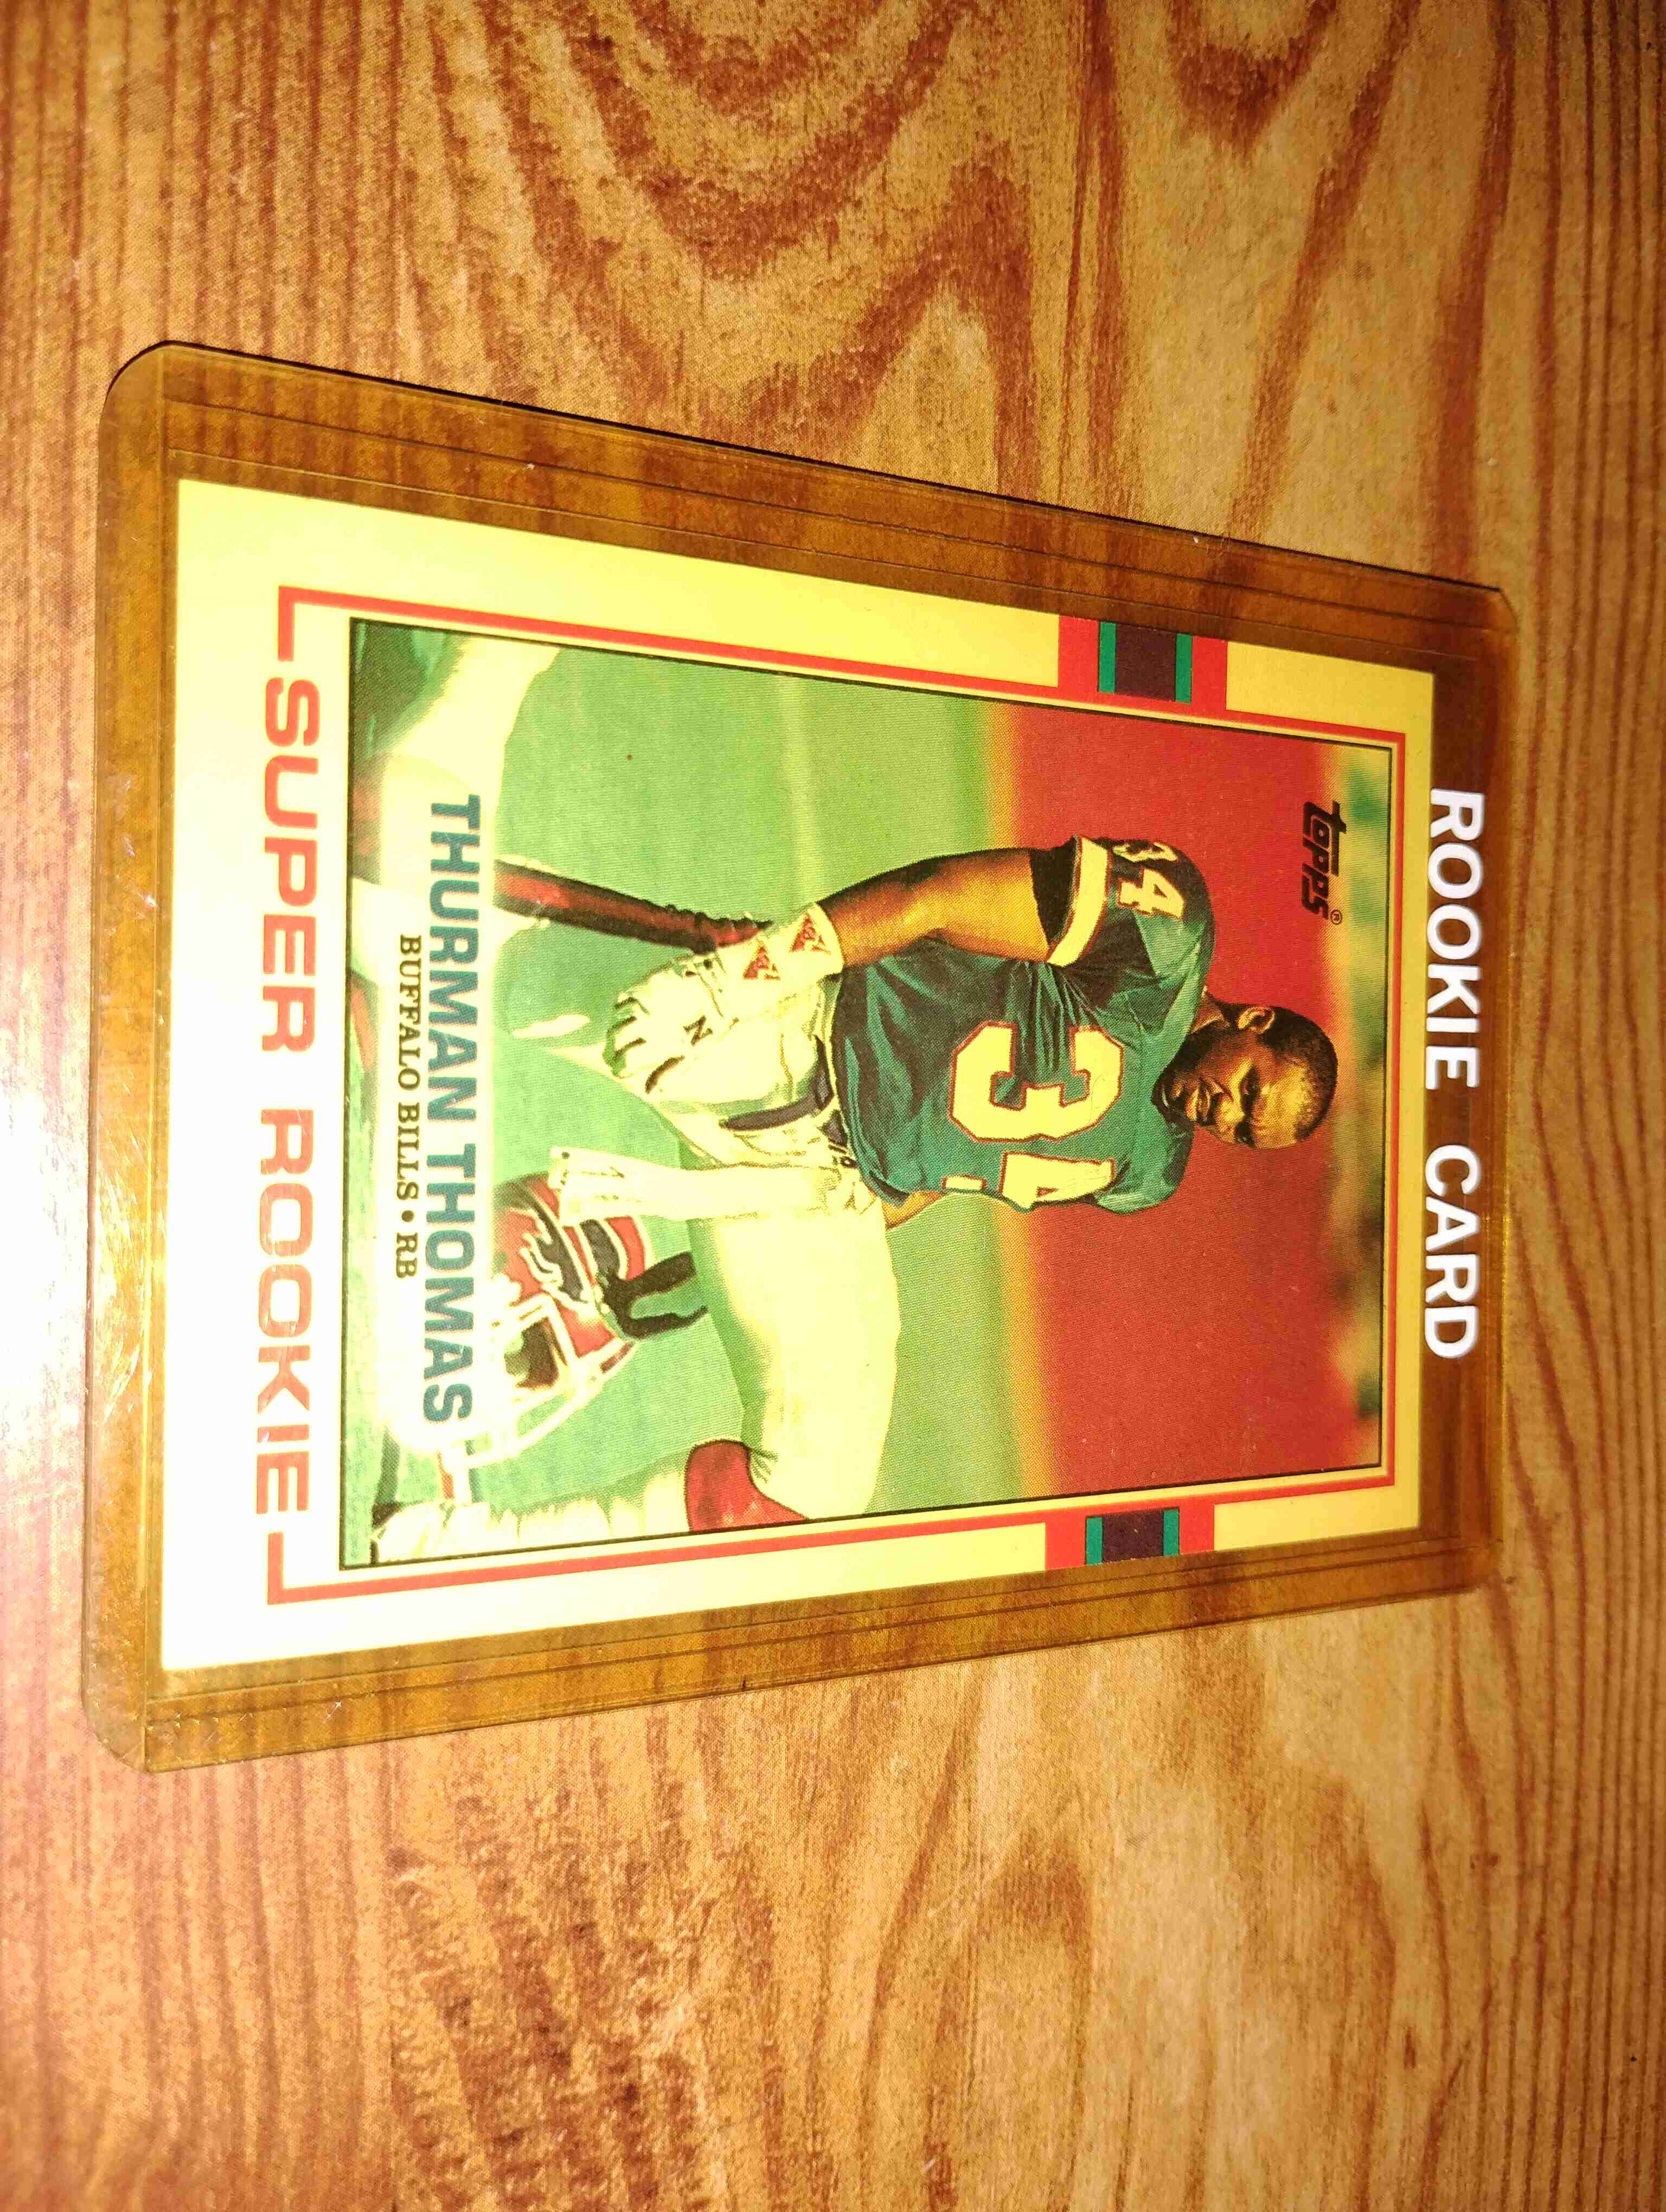 ROOKIE CARD
topps®
34
34
N
THURMAN THOMAS
BUFFALO BILLS • RB
SUPER ROOKIE